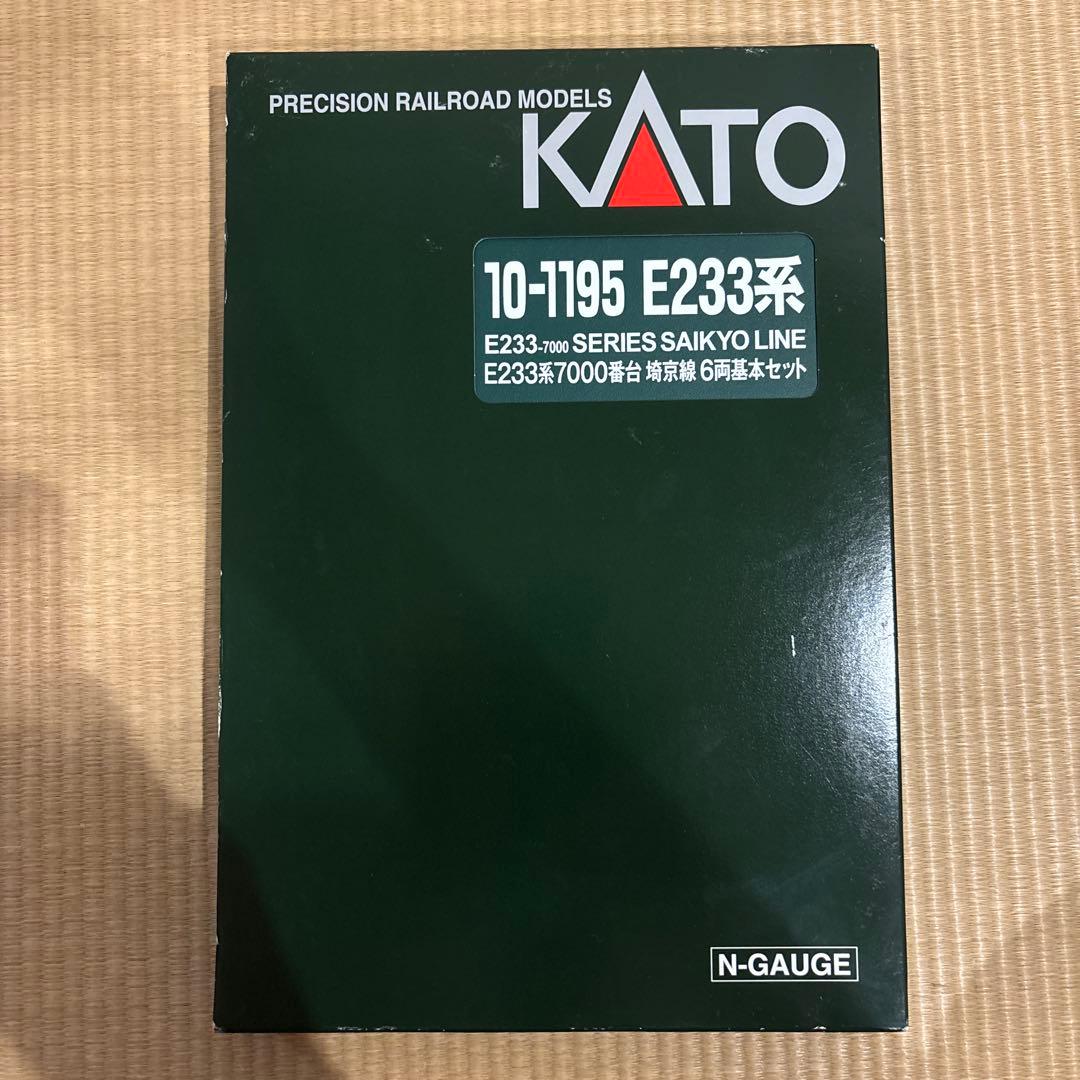 PRECISION RAILROAD MODELS
KATO
10-1195 E233系
E233-7000 SERIES SAIKYO LINE
E233系7000番台 埼京線 6両基本セット
N-GAUGE